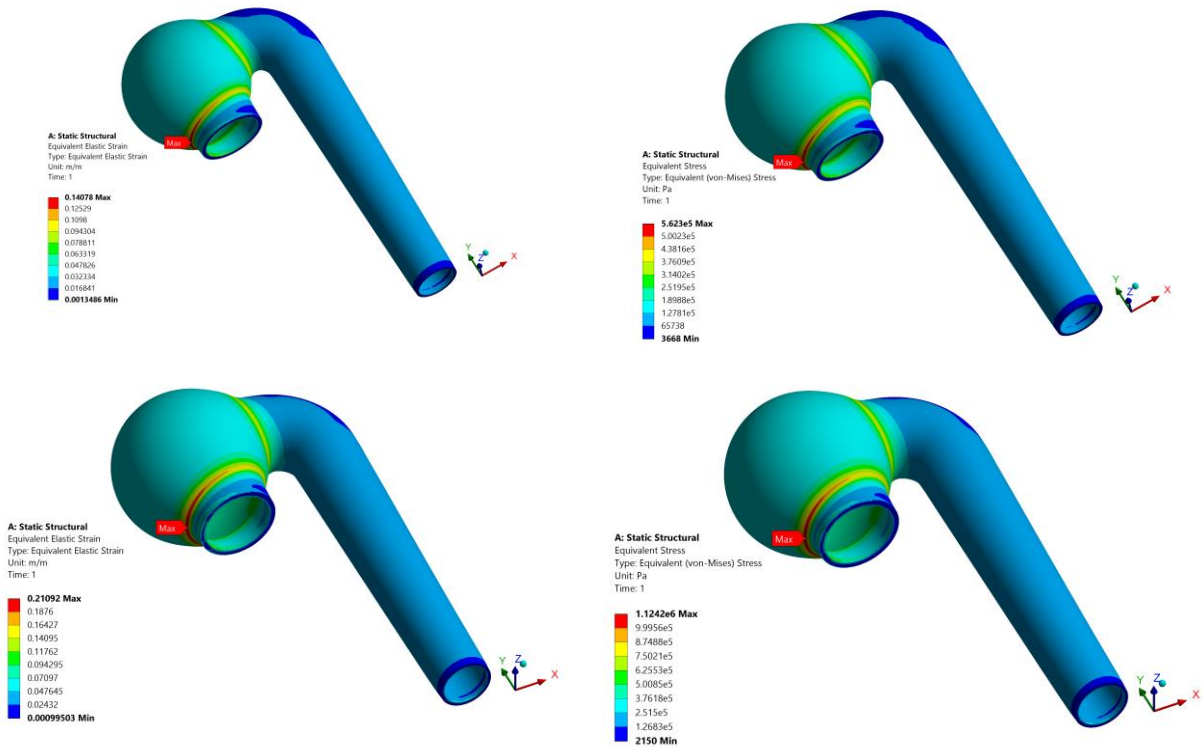 A: Static Structural
Equivalent Elastic Strain
Type: Equivalent Elastic Strain
Unit: m/m
Time: 1
0.14078 Max
0.12529
0.1098
0.094304
0.078811
0.063319
0.047826
0.032334
0.016841
0.0013486 Min
Max
Y
Z
X
A: Static Structural
Equivalent Stress
Type: Equivalent (von-Mises) Stress
Unit: Pa
Time: 1
5.623e5 Max
5.0023e5
4.3816e5
3.7609e5
3.1402e5
2.5195e5
1.8988e5
1.2781e5
65738
3668 Min
Max
Y
Z
X
A: Static Structural
Equivalent Elastic Strain
Type: Equivalent Elastic Strain
Unit: m/m
Time: 1
0.21092 Max
0.1876
0.16427
0.14095
0.11762
0.094295
0.07097
0.047645
0.02432
0.00099503 Min
Max
Y
Z
X
A: Static Structural
Equivalent Stress
Type: Equivalent (von-Mises) Stress
Unit: Pa
Time: 1
1.1242e6 Max
9.9956e5
8.7488e5
7.5021e5
6.2553e5
5.0085e5
3.7618e5
2.515e5
1.2683e5
2150 Min
Max
Y
Z
X